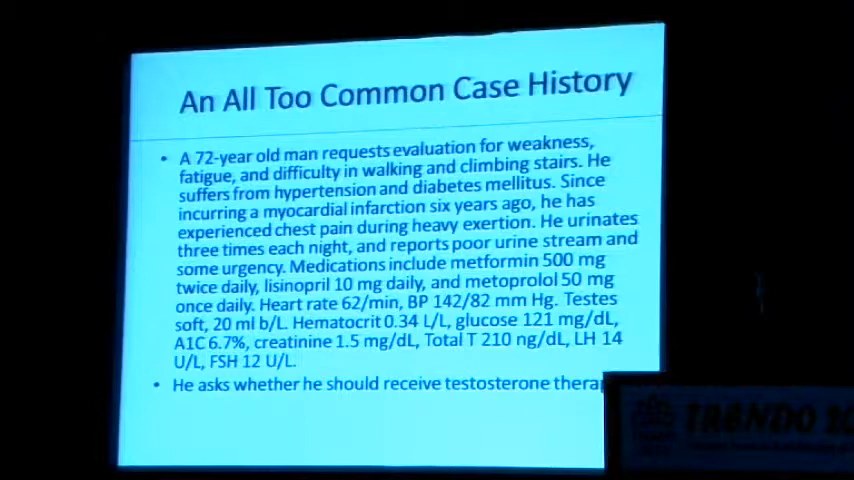 An All Too Common Case History
• A 72-year old man requests evaluation for weakness,
fatigue, and difficulty in walking and climbing stairs. He
suffers from hypertension and diabetes mellitus. Since
incurring a myocardial infarction six years ago, he has
experienced chest pain during heavy exertion. He urinates
three times each night, and reports poor urine stream and
some urgency. Medications include metformin 500 mg
twice daily, lisinopril 10 mg daily, and metoprolol 50 mg
once daily. Heart rate 62/min, BP 142/82 mm Hg. Testes
soft, 20 ml b/L. Hematocrit 0.34 L/L, glucose 121 mg/dL,
A1C 6.7%, creatinine 1.5 mg/dL, Total T 210 ng/dL, LH 14
U/L, FSH 12 U/L.
• He asks whether he should receive testosterone therap
TRENDO 20